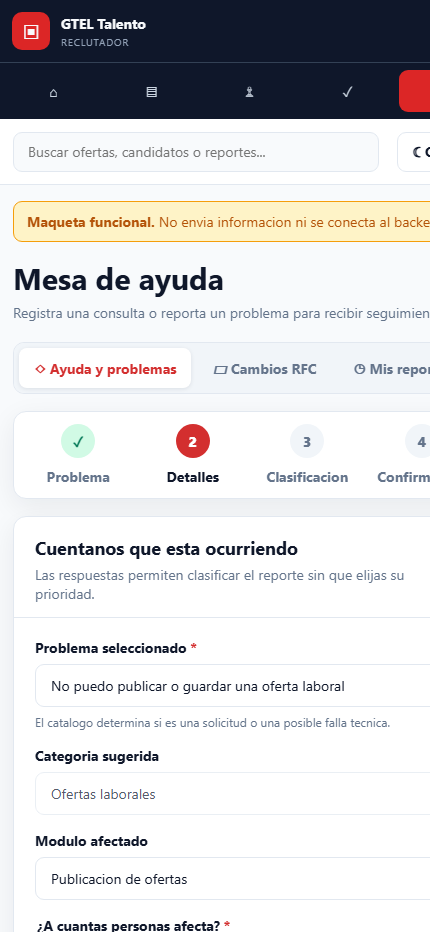 GTEL Talento
RECLUTADOR
Buscar ofertas, candidatos o reportes...
Maqueta funcional. No envia informacion ni se conecta al backe
Mesa de ayuda
Registra una consulta o reporta un problema para recibir seguimien
Ayuda y problemas
Cambios RFC
Mis repor
✓ 2 3 4
Problema Detalles Clasificacion Confirm
Cuentanos que esta ocurriendo
Las respuestas permiten clasificar el reporte sin que elijas su
prioridad.
Problema seleccionado *
No puedo publicar o guardar una oferta laboral
El catalogo determina si es una solicitud o una posible falla tecnica.
Categoria sugerida
Ofertas laborales
Modulo afectado
Publicacion de ofertas
¿A cuantas personas afecta? *